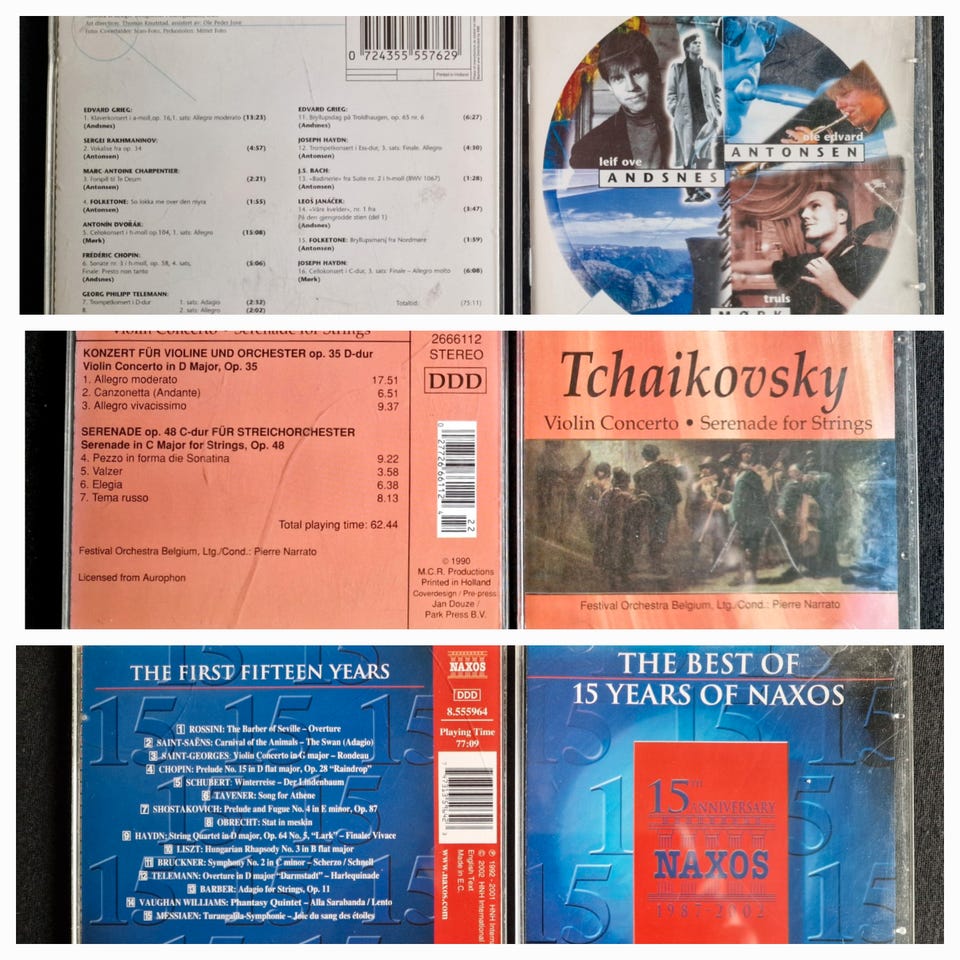 Art direction: Thomas Knutstad, assistert av: Ole Peder Juve
0 724355 557629
Printed in Holland
EDVARD GRIEG:
1. Klaverkonsert i a-moll, op. 16, 1. sats: Allegro moderato (13:23)
(Andsnes)
SERGEI RAKHMANINOV:
2. Vokalise fra op. 34 (4:57)
(Antonsen)
MARC-ANTOINE CHARPENTIER:
3. Forspill til Te Deum (2:21)
(Antonsen)
4. FOLKETONE: So lokka me over den myra (1:55)
(Antonsen)
ANTONÍN DVOŘÁK:
5. Cellokonsert i h-moll op.104, 1. sats: Allegro (15:08)
(Mørk)
FRÉDÉRIC CHOPIN:
6. Sonate nr. 3 i h-moll, op. 58, 4. sats,
Finale: Presto non tanto (5:06)
(Andsnes)
GEORG PHILIPP TELEMANN:
7. Trompetkonsert i D-dur 1. sats: Adagio (2:32)
8. 2. sats: Allegro (2:02)
EDVARD GRIEG:
11. Bryllupsdag på Troldhaugen, op. 65 nr. 6 (6:27)
(Andsnes)
JOSEPH HAYDN:
12. Trompetkonsert i Ess-dur, 3. sats: Finale. Allegro (4:30)
(Antonsen)
J.S. BACH:
13. «Badinerie» fra Suite nr. 2 i h-moll (BWV 1067) (1:28)
(Antonsen)
LEOŠ JANÁČEK:
14. «Våre kvelder», nr. 1 fra (3:47)
På den gjengrodde stien (del 1)
(Andsnes)
15. FOLKETONE: Bryllupsmarsj fra Nordmøre (1:59)
(Antonsen)
JOSEPH HAYDN:
16. Cellokonsert i C-dur, 3. sats: Finale – Allegro molto (6:08)
(Mørk)
Totaltid: (75:11)
leif ove
ANDSNES
ole edvard
ANTONSEN
truls
MØRK
Violin Concerto • Serenade for Strings
KONZERT FÜR VIOLINE UND ORCHESTER op. 35 D-dur
Violin Concerto in D Major, Op. 35
1. Allegro moderato 17.51
2. Canzonetta (Andante) 6.51
3. Allegro vivacissimo 9.37
SERENADE op. 48 C-dur FÜR STREICHORCHESTER
Serenade in C Major for Strings, Op. 48
4. Pezzo in forma die Sonatina 9.22
5. Valzer 3.58
6. Elegia 6.38
7. Tema russo 8.13
Total playing time: 62.44
Festival Orchestra Belgium, Ltg./Cond.: Pierre Narrato
Licensed from Aurophon
2666112
STEREO
DDD
22
© 1990
M.C.R. Productions
Printed in Holland
Coverdesign / Pre-press
Jan Douze /
Park Press B.V.
Tchaikovsky
Violin Concerto • Serenade for Strings
Festival Orchestra Belgium, Ltg./Cond.: Pierre Narrato
THE FIRST FIFTEEN YEARS
1 ROSSINI: The Barber of Seville – Overture
2 SAINT-SAËNS: Carnival of the Animals – The Swan (Adagio)
3 SAINT-GEORGES: Violin Concerto in G major – Rondeau
4 CHOPIN: Prelude No. 15 in D flat major, Op. 28 "Raindrop"
5 SCHUBERT: Winterreise – Der Lindenbaum
6 TAVENER: Song for Athene
7 SHOSTAKOVICH: Prelude and Fugue No. 4 in E minor, Op. 87
8 OBRECHT: Stat in meskin
9 HAYDN: String Quartet in D major, Op. 64 No. 5, "Lark" – Finale: Vivace
10 LISZT: Hungarian Rhapsody No. 3 in B flat major
11 BRUCKNER: Symphony No. 2 in C minor – Scherzo / Schnell
12 TELEMANN: Overture in D major "Darmstadt" – Harlequinade
13 BARBER: Adagio for Strings, Op. 11
14 VAUGHAN WILLIAMS: Phantasy Quintet – Alla Sarabanda / Lento
15 MESSIAEN: Turangalîla-Symphonie – Joie du sang des étoiles
NAXOS
DDD
8.555964
Playing Time
77:09
℗ 1992 - 2001 HNH
© 2002 HNH International
English Text
Made in E.C.
www.naxos.com
THE BEST OF
15 YEARS OF NAXOS
15TH
ANNIVERSARY
NAXOS
1987-2002